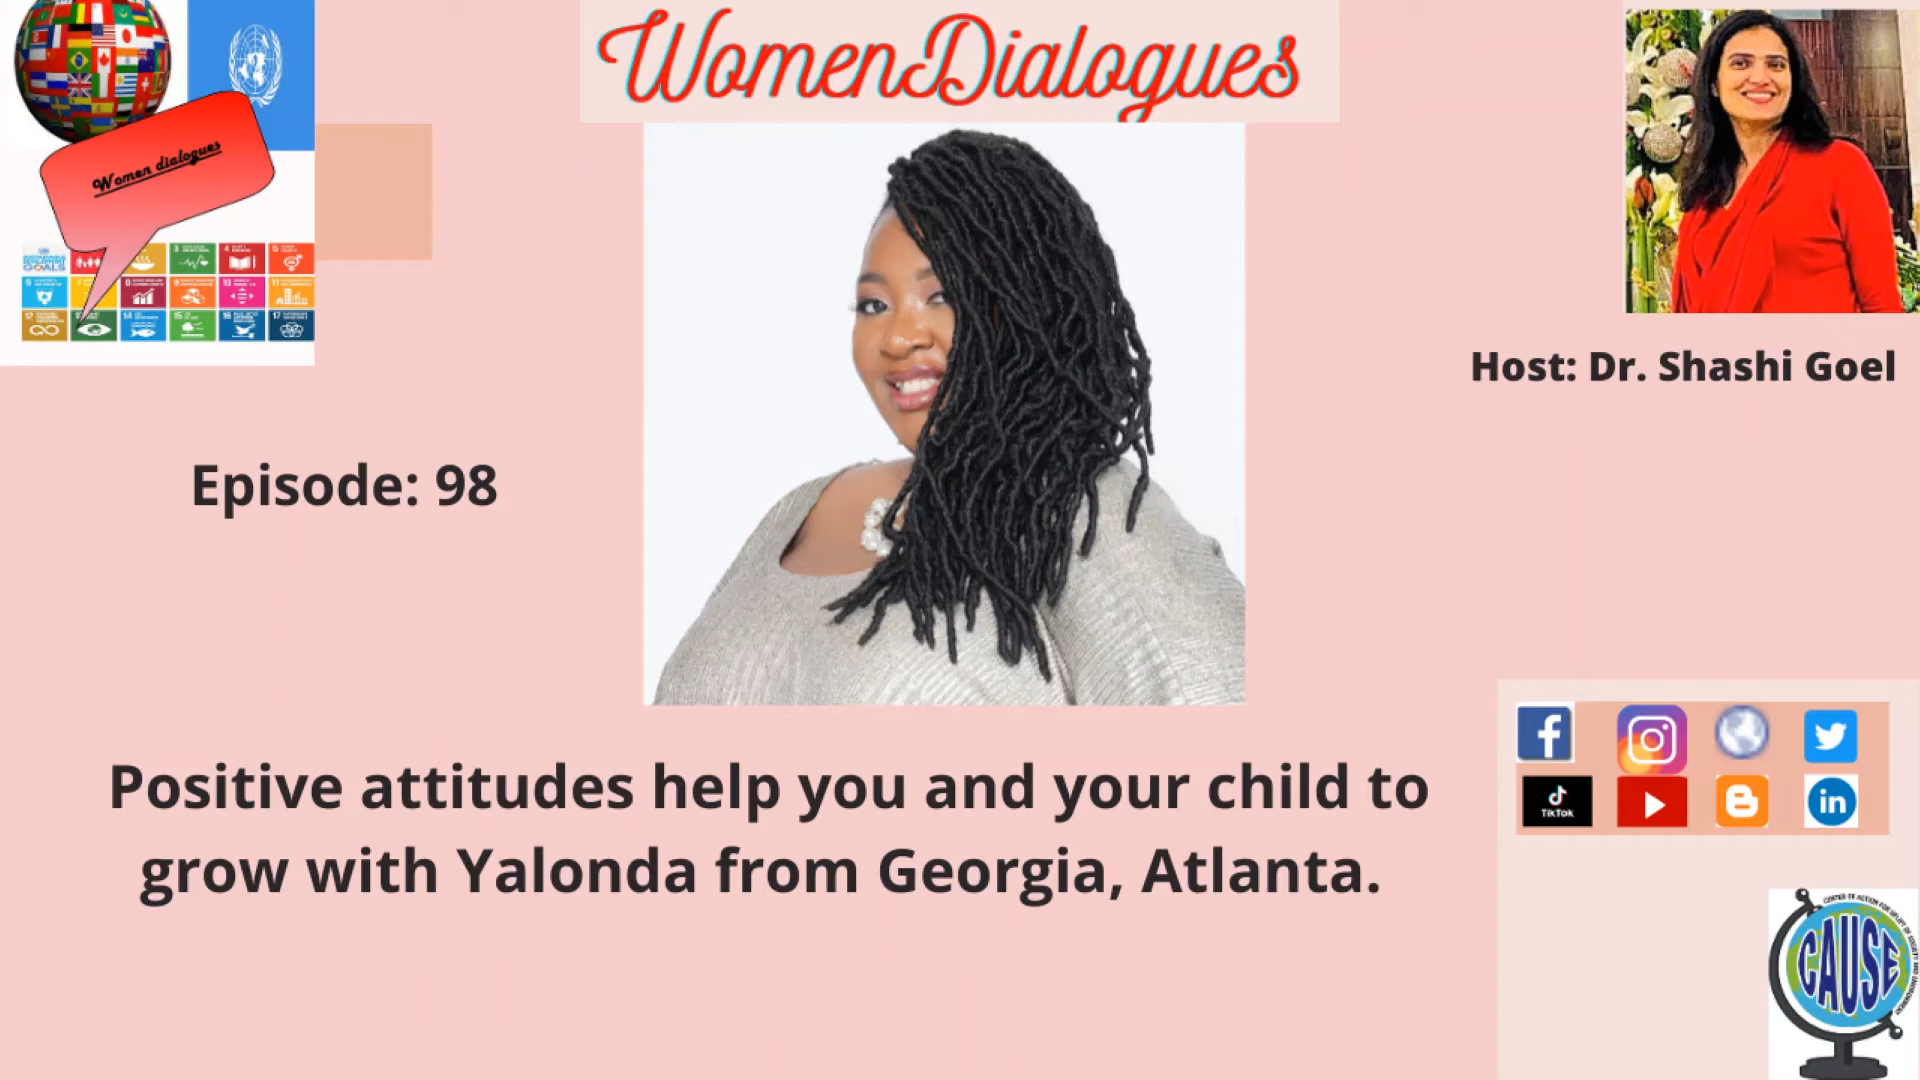 WomenDialogues
Women dialogues
GOALS
Host: Dr. Shashi Goel
Episode: 98
Positive attitudes help you and your child to
grow with Yalonda from Georgia, Atlanta.
TikTok
CAUSE